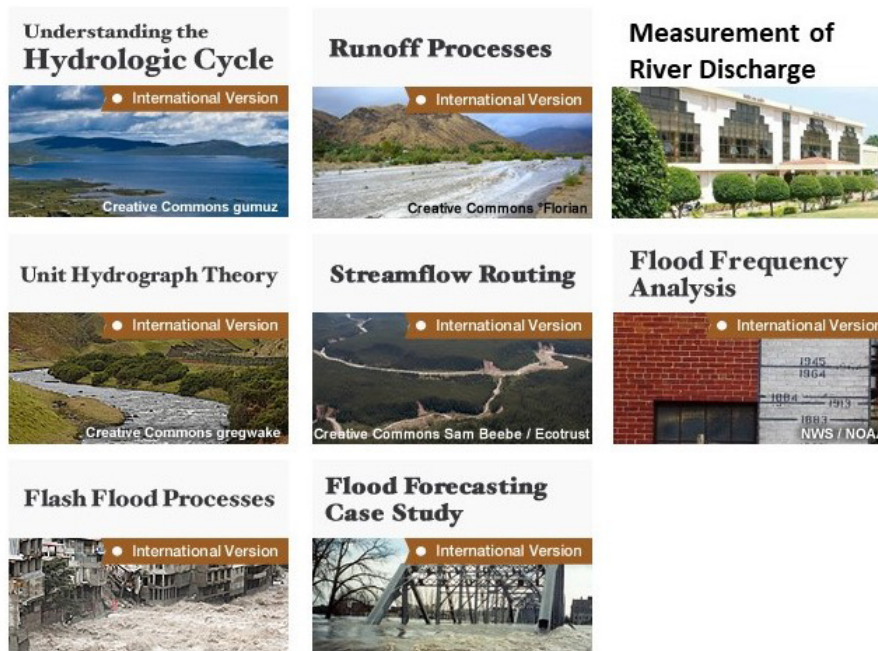 Understanding the
Hydrologic Cycle
International Version
Creative Commons gumuz
Runoff Processes
International Version
Creative Commons *Florian
Measurement of
River Discharge
Unit Hydrograph Theory
International Version
Creative Commons gregwake
Streamflow Routing
International Version
Creative Commons Sam Beebe / Ecotrust
Flood Frequency
Analysis
International Version
1945
1964
1884
1913
1883
NWS / NOAA
Flash Flood Processes
International Version
Flood Forecasting
Case Study
International Version